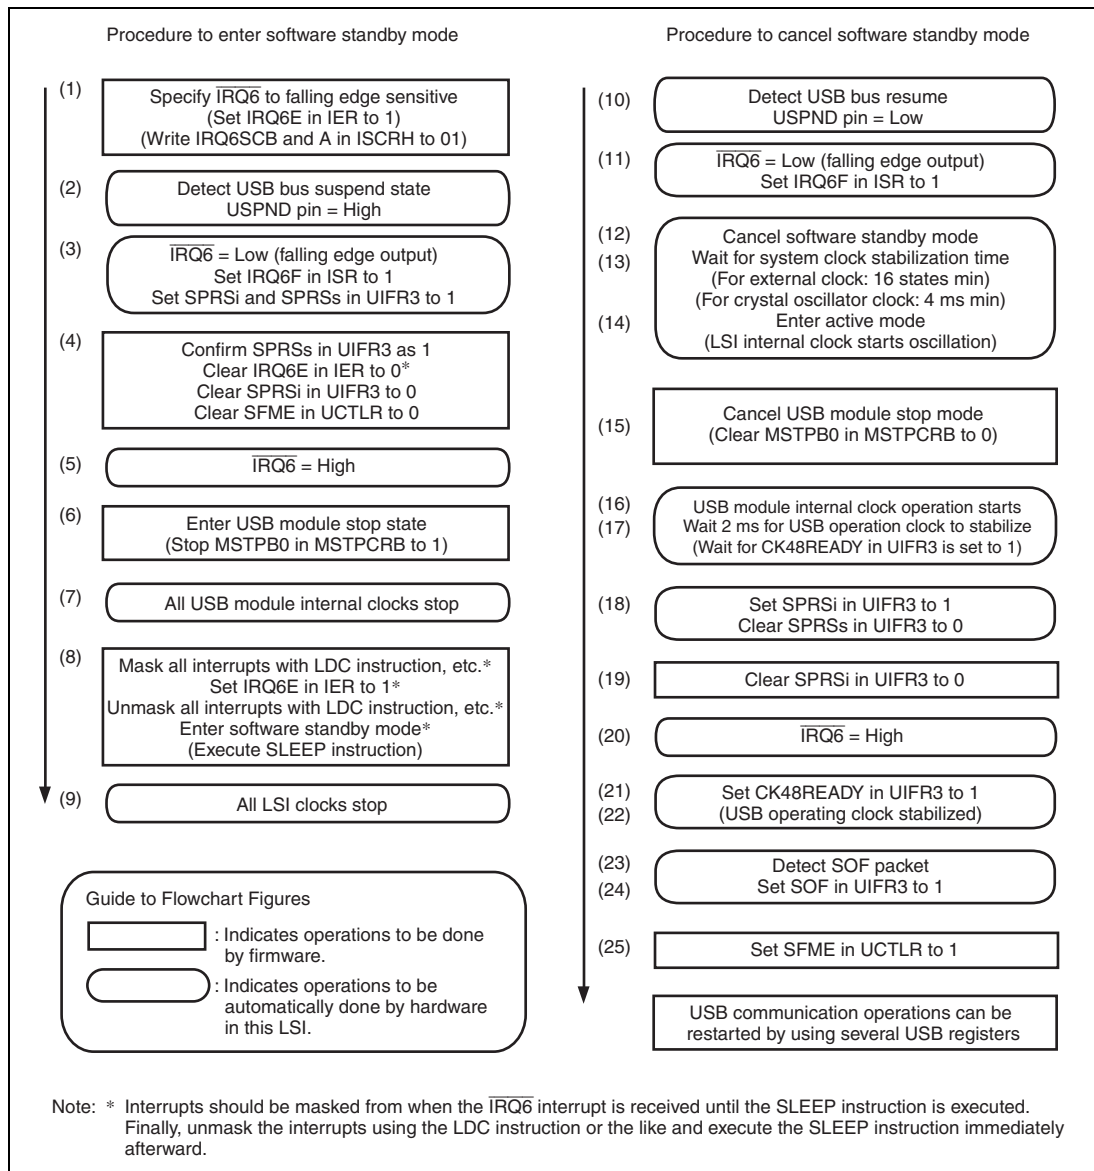 Procedure to enter software standby mode
(1)
Specify IRQ6 to falling edge sensitive
(Set IRQ6E in IER to 1)
(Write IRQ6SCB and A in ISCRH to 01)
(2)
Detect USB bus suspend state
USPND pin = High
(3)
IRQ6 = Low (falling edge output)
Set IRQ6F in ISR to 1
Set SPRSi and SPRSs in UIFR3 to 1
(4)
Confirm SPRSs in UIFR3 as 1
Clear IRQ6E in IER to 0*
Clear SPRSi in UIFR3 to 0
Clear SFME in UCTLR to 0
(5)
IRQ6 = High
(6)
Enter USB module stop state
(Stop MSTPB0 in MSTPCRB to 1)
(7)
All USB module internal clocks stop
(8)
Mask all interrupts with LDC instruction, etc.*
Set IRQ6E in IER to 1*
Unmask all interrupts with LDC instruction, etc.*
Enter software standby mode*
(Execute SLEEP instruction)
(9)
All LSI clocks stop
Guide to Flowchart Figures
: Indicates operations to be done
by firmware.
: Indicates operations to be
automatically done by hardware
in this LSI.
Procedure to cancel software standby mode
(10)
Detect USB bus resume
USPND pin = Low
(11)
IRQ6 = Low (falling edge output)
Set IRQ6F in ISR to 1
(12)
Cancel software standby mode
(13)
Wait for system clock stabilization time
(For external clock: 16 states min)
(For crystal oscillator clock: 4 ms min)
(14)
Enter active mode
(LSI internal clock starts oscillation)
(15)
Cancel USB module stop mode
(Clear MSTPB0 in MSTPCRB to 0)
(16)
USB module internal clock operation starts
(17)
Wait 2 ms for USB operation clock to stabilize
(Wait for CK48READY in UIFR3 is set to 1)
(18)
Set SPRSi in UIFR3 to 1
Clear SPRSs in UIFR3 to 0
(19)
Clear SPRSi in UIFR3 to 0
(20)
IRQ6 = High
(21)
Set CK48READY in UIFR3 to 1
(22)
(USB operating clock stabilized)
(23)
Detect SOF packet
(24)
Set SOF in UIFR3 to 1
(25)
Set SFME in UCTLR to 1
USB communication operations can be
restarted by using several USB registers
Note: * Interrupts should be masked from when the IRQ6 interrupt is received until the SLEEP instruction is executed.
Finally, unmask the interrupts using the LDC instruction or the like and execute the SLEEP instruction immediately
afterward.